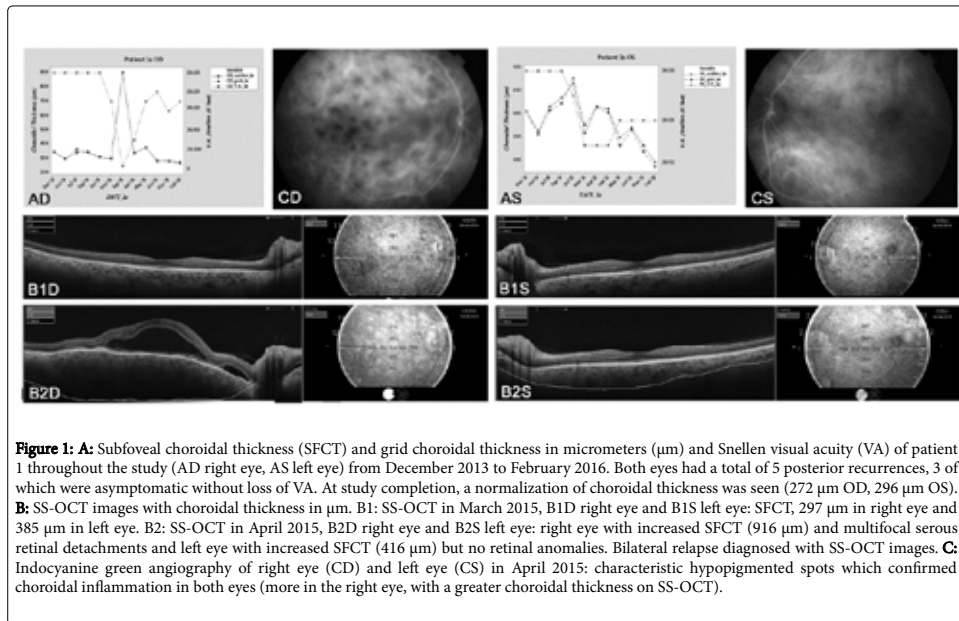 Patient 1a OD
Patient 1a OS
Choroidal Thickness (µm)
Choroidal Thickness (µm)
AD
CD
AS
CS
B1D
B1S
B2D
B2S
Figure 1: A: Subfoveal choroidal thickness (SFCT) and grid choroidal thickness in micrometers (µm) and Snellen visual acuity (VA) of patient
1 throughout the study (AD right eye, AS left eye) from December 2013 to February 2016. Both eyes had a total of 5 posterior recurrences, 3 of
which were asymptomatic without loss of VA. At study completion, a normalization of choroidal thickness was seen (272 µm OD, 296 µm OS).
B: SS-OCT images with choroidal thickness in µm. B1: SS-OCT in March 2015, B1D right eye and B1S left eye: SFCT, 297 µm in right eye and
385 µm in left eye. B2: SS-OCT in April 2015, B2D right eye and B2S left eye: right eye with increased SFCT (916 µm) and multifocal serous
retinal detachments and left eye with increased SFCT (416 µm) but no retinal anomalies. Bilateral relapse diagnosed with SS-OCT images. C:
Indocyanine green angiography of right eye (CD) and left eye (CS) in April 2015: characteristic hypopigmented spots which confirmed
choroidal inflammation in both eyes (more in the right eye, with a greater choroidal thickness on SS-OCT).